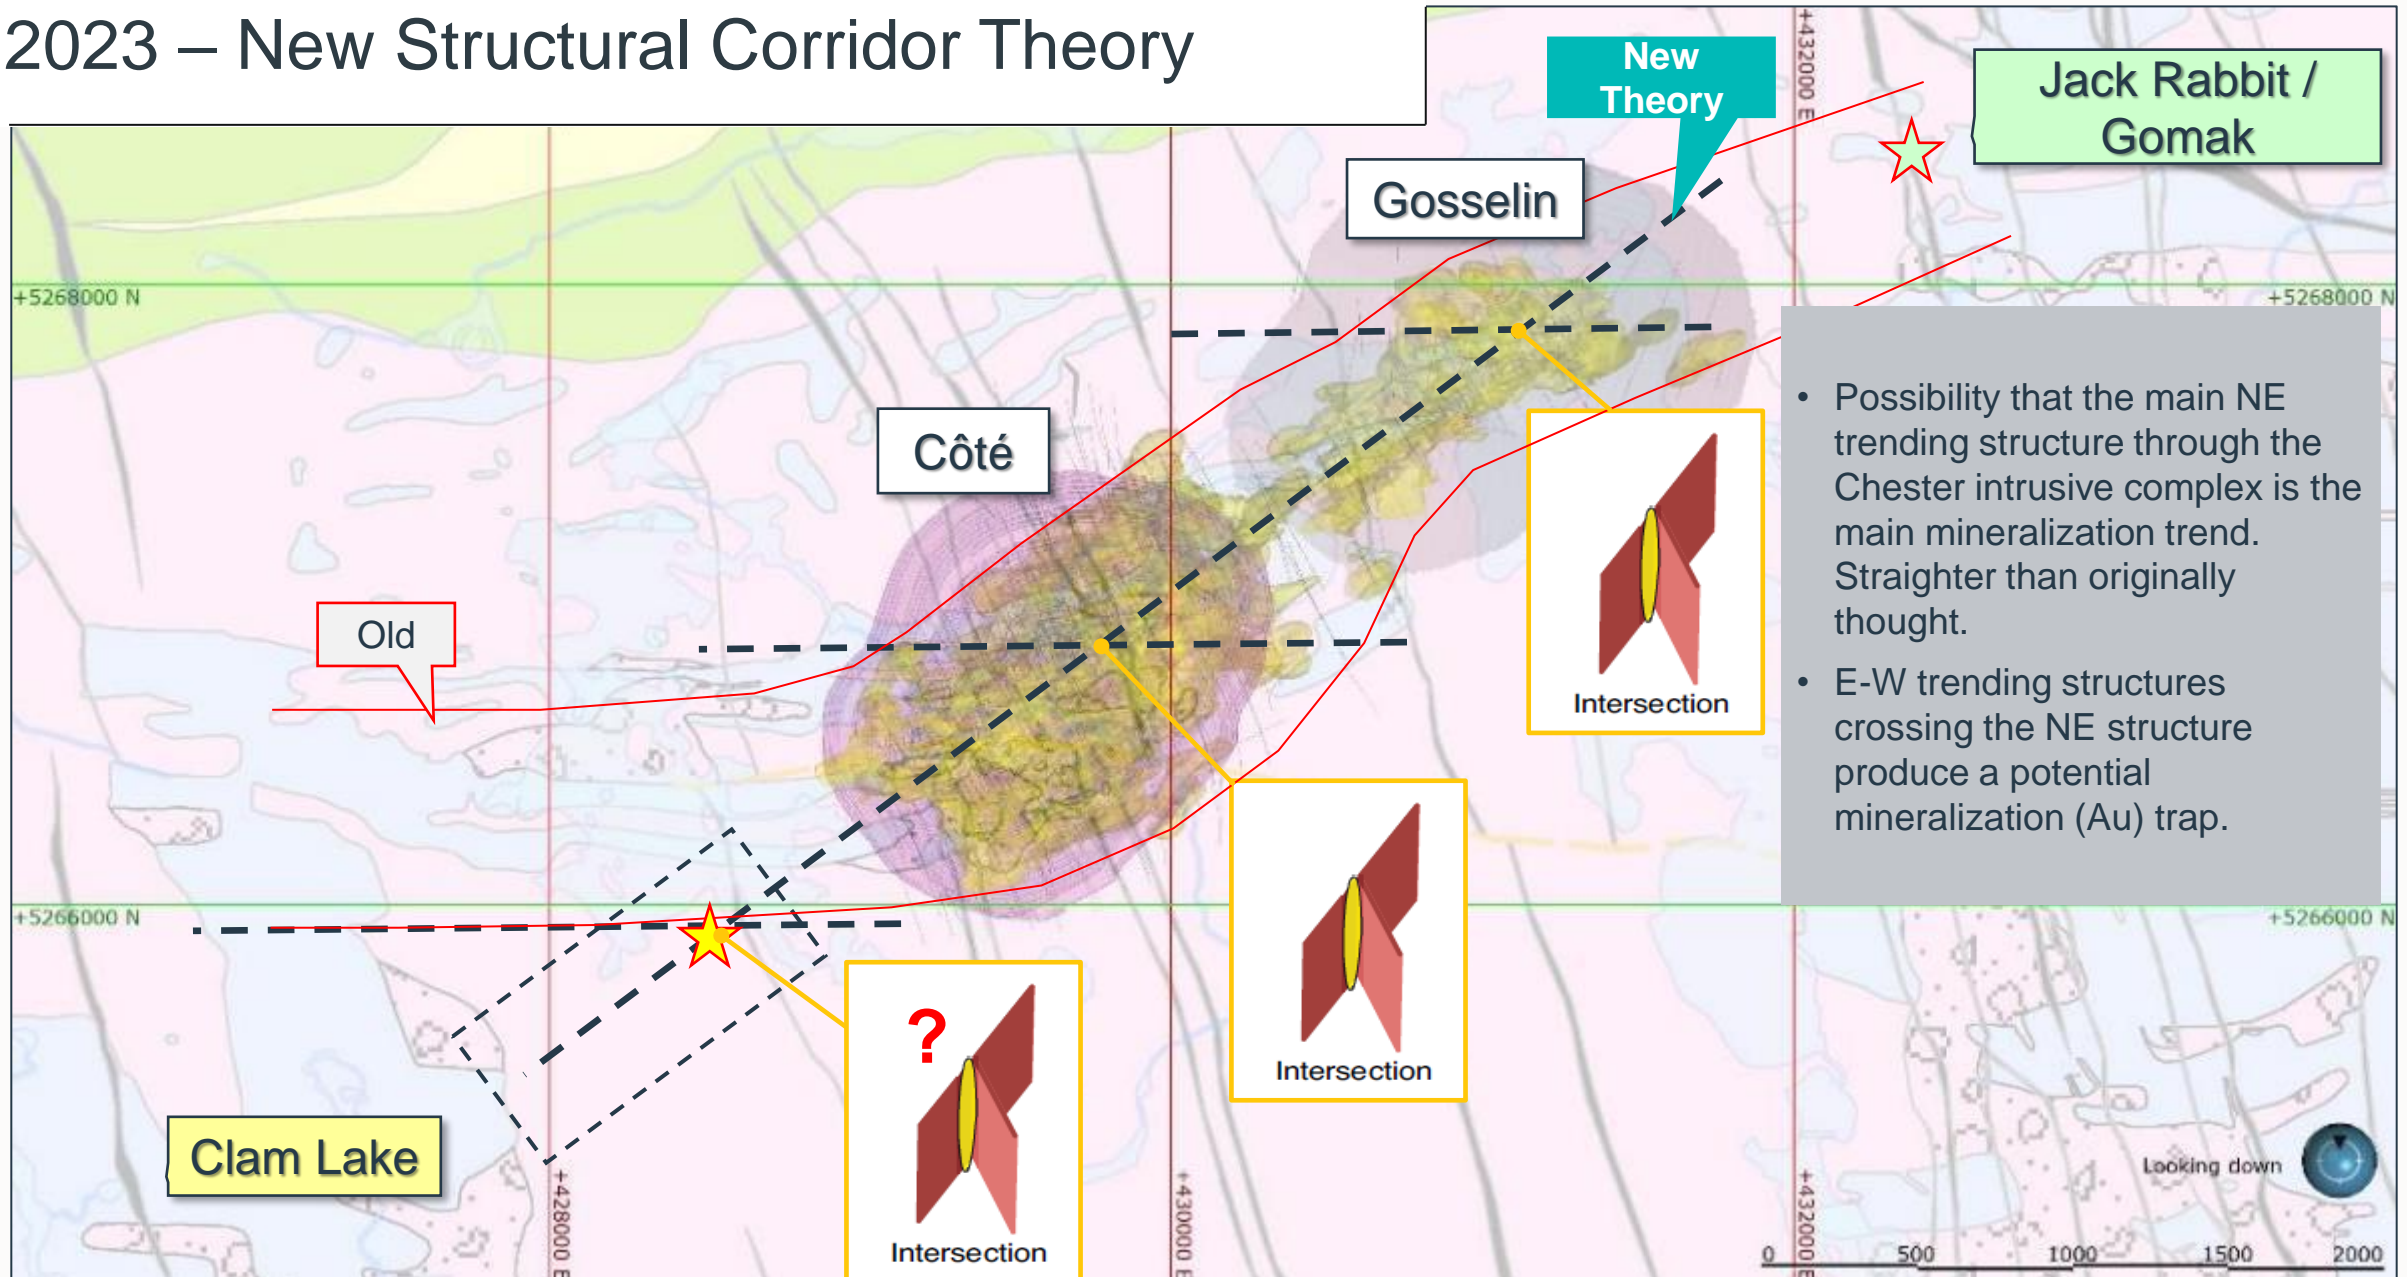 2023 – New Structural Corridor Theory
New
Theory
+432000 E
Jack Rabbit /
Gomak
Gosselin
+5268000 N
+5268000 N
Côté
• Possibility that the main NE
trending structure through the
Chester intrusive complex is the
main mineralization trend.
Straighter than originally
thought.
• E-W trending structures
crossing the NE structure
produce a potential
mineralization (Au) trap.
Old
Intersection
+5266000 N
+5266000 N
?
Intersection
Clam Lake
Intersection
+428000 E
+430000 E
+432000 E
Looking down
0 500 1000 1500 2000